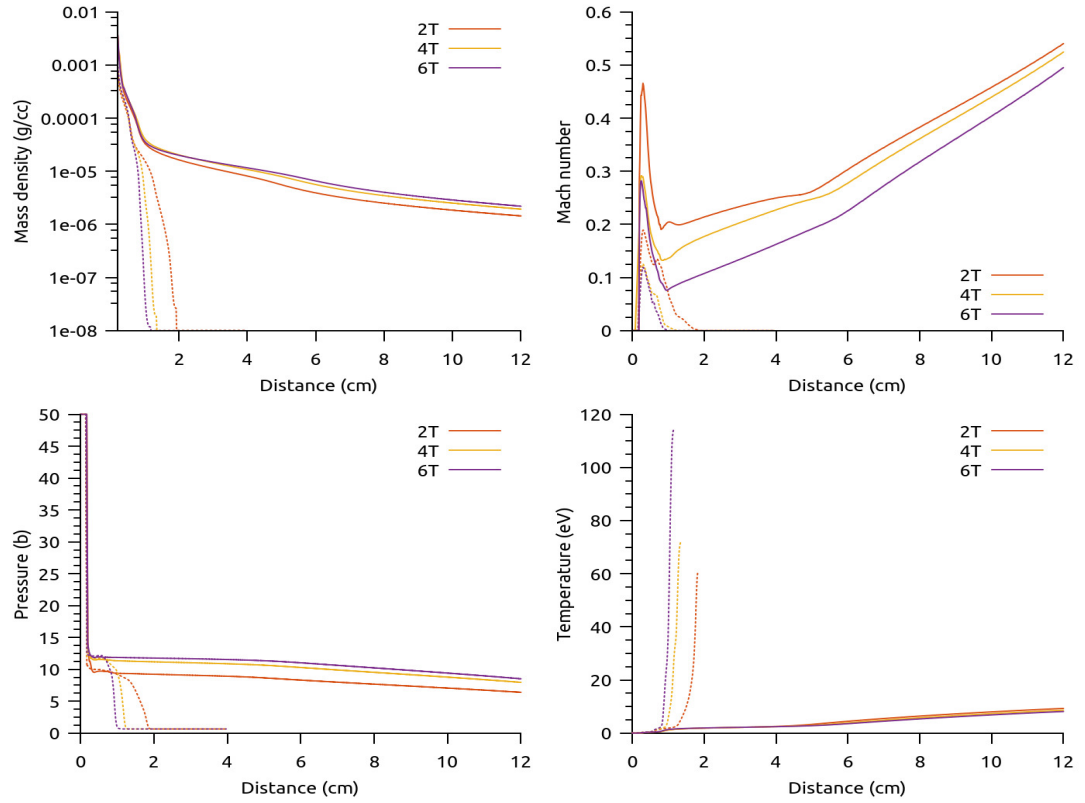 0.01
0.001
0.0001
1e-05
1e-06
1e-07
1e-08
2 4 6 8 10 12
Distance (cm)
Mass density (g/cc)
2T
4T
6T
0.6
0.5
0.4
0.3
0.2
0.1
0
0 2 4 6 8 10 12
Distance (cm)
Mach number
2T
4T
6T
50
45
40
35
30
25
20
15
10
5
0
0 2 4 6 8 10 12
Distance (cm)
Pressure (b)
2T
4T
6T
120
100
80
60
40
20
0
0 2 4 6 8 10 12
Distance (cm)
Temperature (eV)
2T
4T
6T